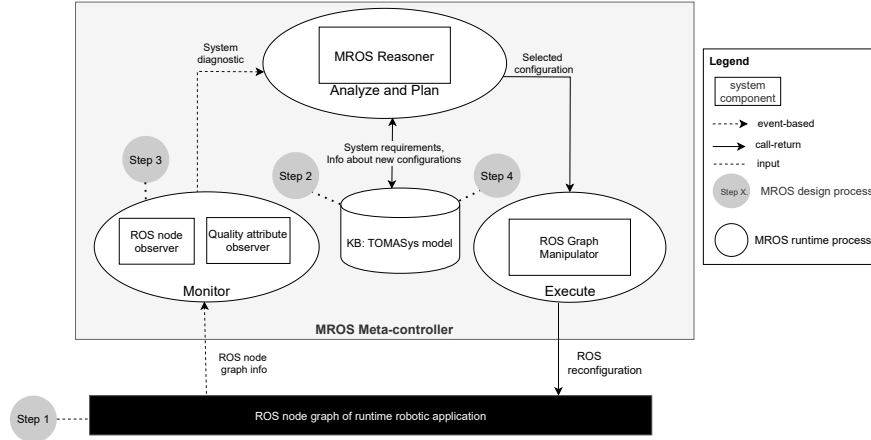 System
diagnostic
MROS Reasoner
Analyze and Plan
Selected
configuration
Step 3
Step 2
System requirements,
Info about new configurations
Step 4
ROS node
observer
Quality attribute
observer
Monitor
KB: TOMASys model
ROS Graph
Manipulator
Execute
MROS Meta-controller
ROS node
graph info
ROS
reconfiguration
Step 1
ROS node graph of runtime robotic application
Legend
system
component
event-based
call-return
input
Step X.
MROS design process
MROS runtime process